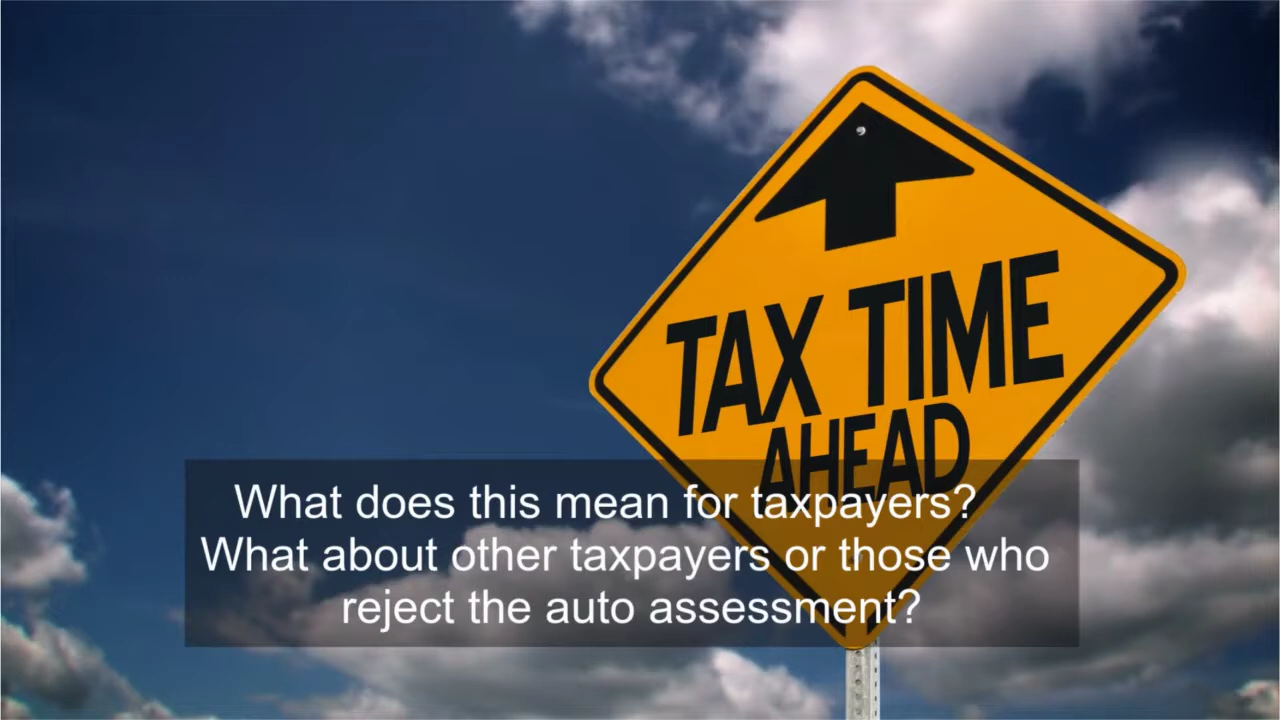 TAX TIME
AHEAD
What does this mean for taxpayers?
What about other taxpayers or those who
reject the auto assessment?